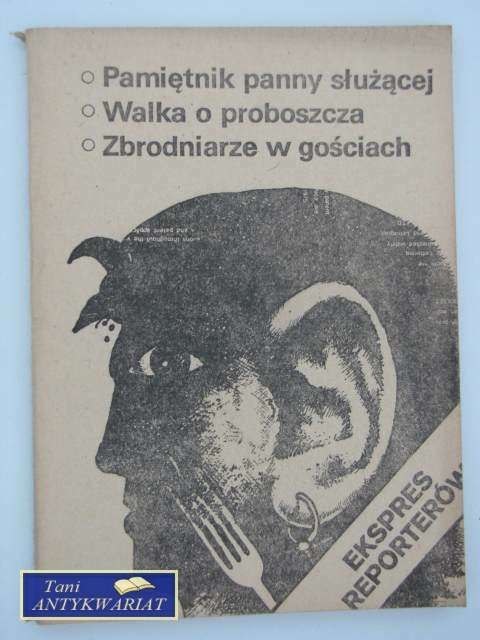 ○ Pamiętnik panny służącej
○ Walka o proboszcza
○ Zbrodniarze w gościach
EKSPRES
REPORTERÓW
Tani
ANTYKWARIAT